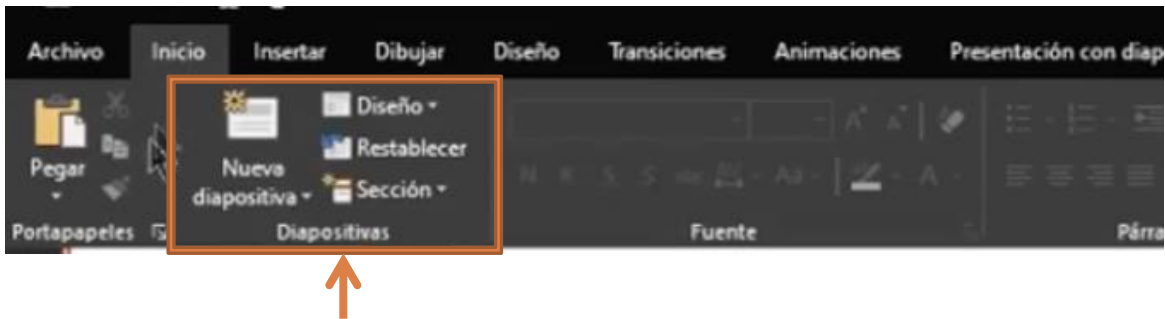 Archivo Inicio Insertar Dibujar Diseño Transiciones Animaciones Presentación con diap
Pegar
Nueva
diapositiva
Diseño
Restablecer
Sección
N K S S Aa A
Portapapeles Diapositivas Fuente Párra